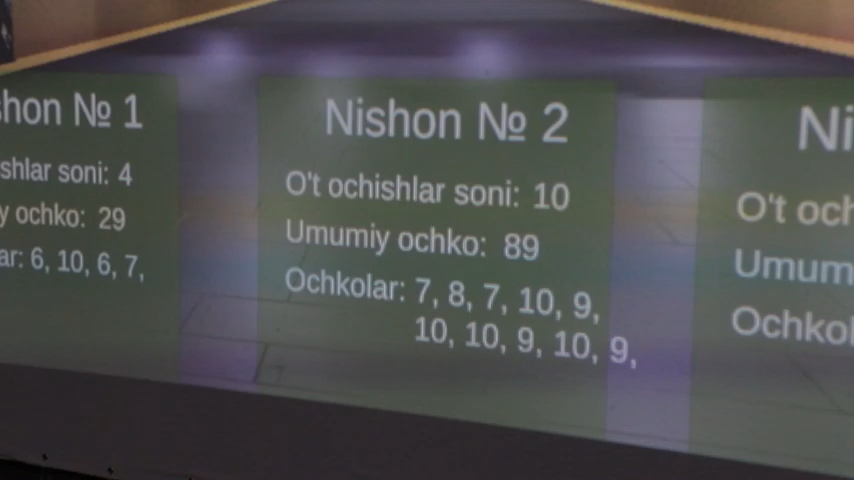 shon № 1
shlar soni: 4
y ochko: 29
ar: 6, 10, 6, 7,
Nishon № 2
O't ochishlar soni: 10
Umumiy ochko: 89
Ochkolar: 7, 8, 7, 10, 9,
10, 10, 9, 10, 9,
Ni
O't och
Umum
Ochkol